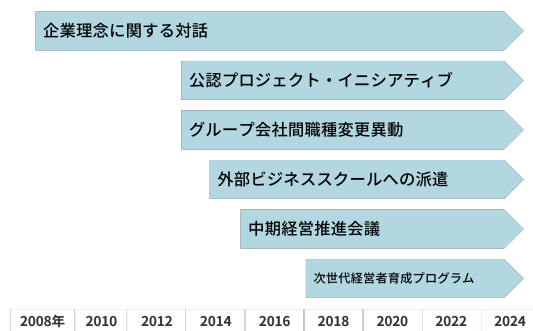 企業理念に関する対話
公認プロジェクト・イニシアティブ
グループ会社間職種変更異動
外部ビジネススクールへの派遣
中期経営推進会議
次世代経営者育成プログラム
2008年 2010 2012 2014 2016 2018 2020 2022 2024